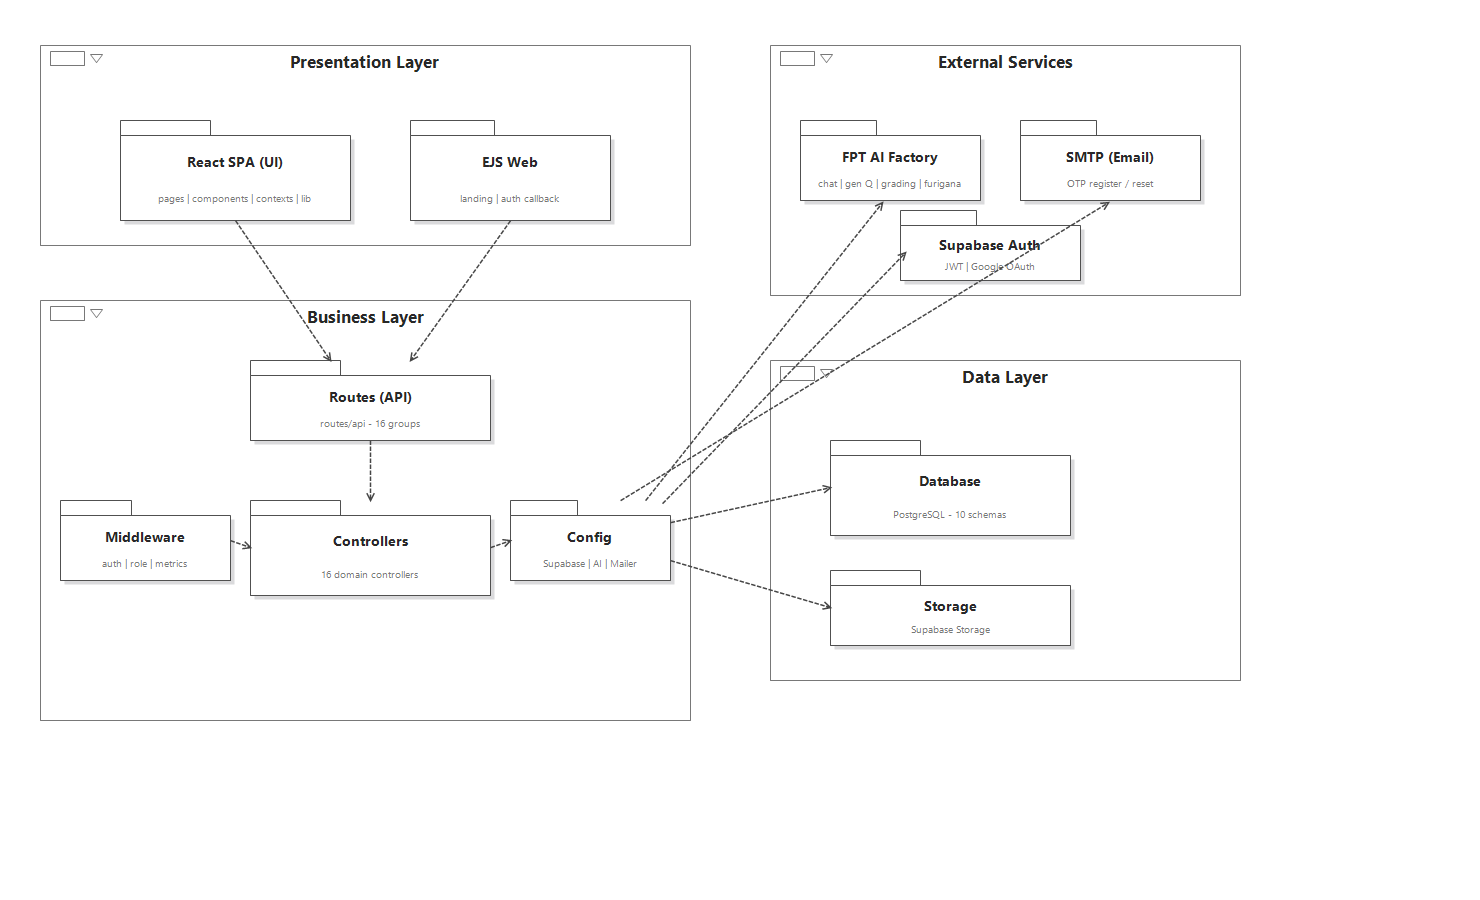 Presentation Layer
React SPA (UI)
pages | components | contexts | lib
EJS Web
landing | auth callback
External Services
FPT AI Factory
chat | gen Q | grading | furigana
SMTP (Email)
OTP register / reset
Supabase Auth
JWT | Google OAuth
Business Layer
Routes (API)
routes/api - 16 groups
Middleware
auth | role | metrics
Controllers
16 domain controllers
Config
Supabase | AI | Mailer
Data Layer
Database
PostgreSQL - 10 schemas
Storage
Supabase Storage